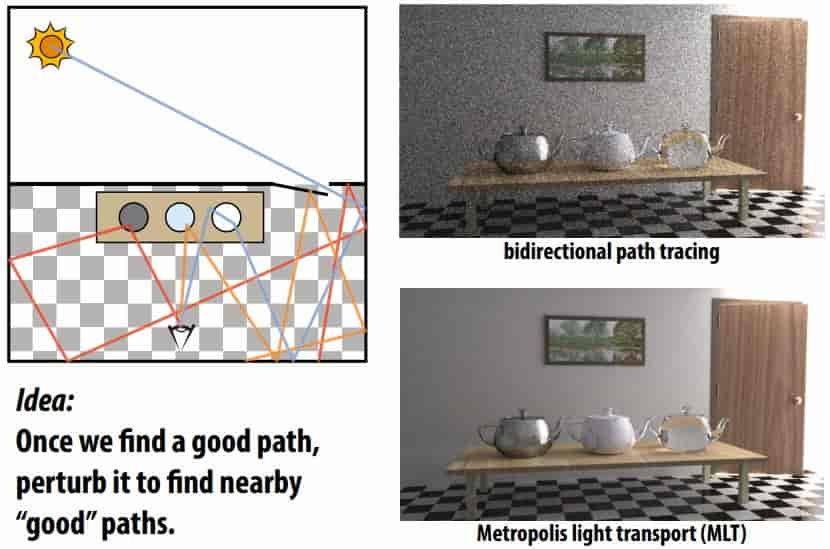 Idea:
Once we find a good path,
perturb it to find nearby
“good” paths.
bidirectional path tracing
Metropolis light transport (MLT)